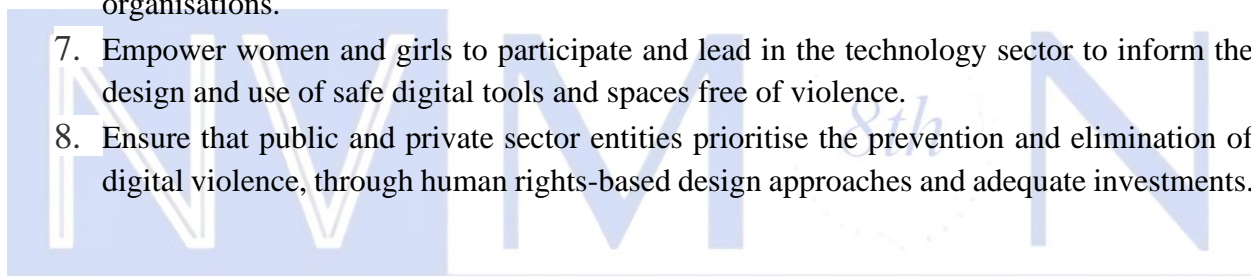 organisations.
7. Empower women and girls to participate and lead in the technology sector to inform the
design and use of safe digital tools and spaces free of violence.
8. Ensure that public and private sector entities prioritise the prevention and elimination of
digital violence, through human rights-based design approaches and adequate investments.
NVM 8th N